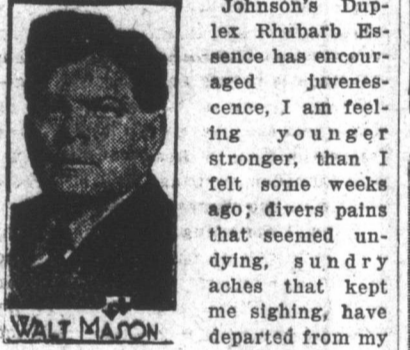 Johnson's Dup-
lex Rhubarb Es-
sence has encour-
aged juvenes-
cence, I am feel-
ing younger
stronger, than I
felt some weeks
ago; divers pains
that seemed un-
dying, sundry
aches that kept
me sighing, have
departed from my
WALT MASON